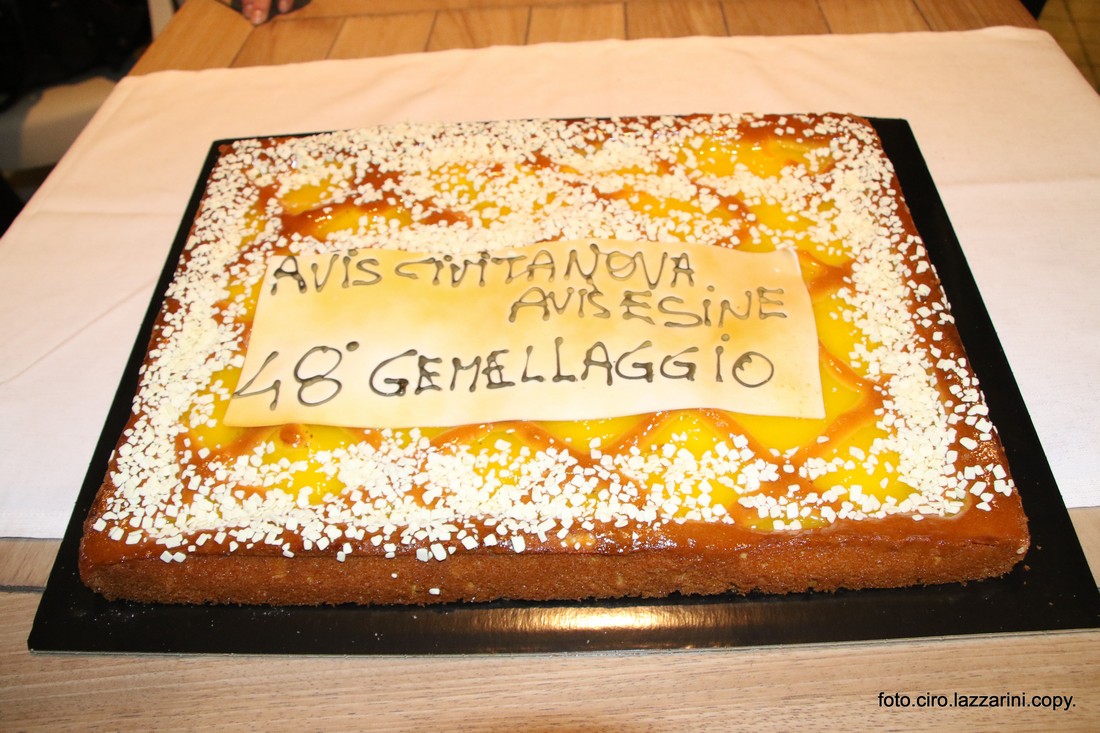 AVIS CIVITANOVA
AVIS ESINE
48° GEMELLAGGIO
foto.ciro.lazzarini.copy.